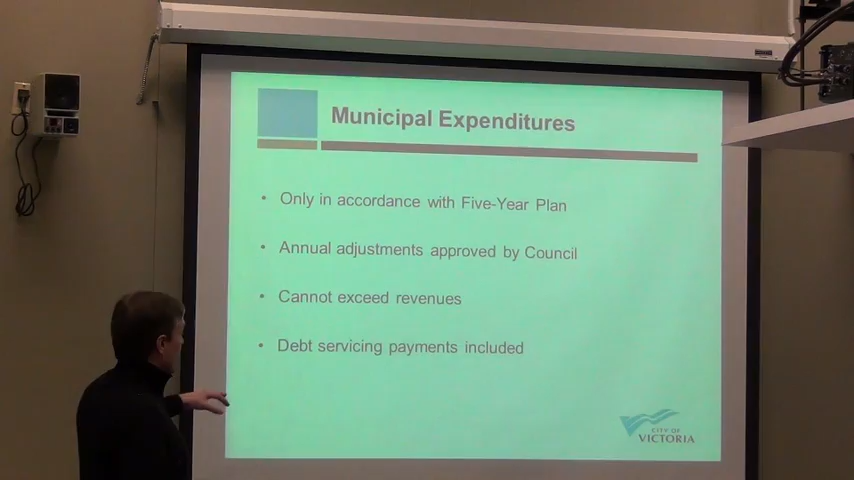 Municipal Expenditures
• Only in accordance with Five-Year Plan
• Annual adjustments approved by Council
• Cannot exceed revenues
• Debt servicing payments included
CITY OF
VICTORIA